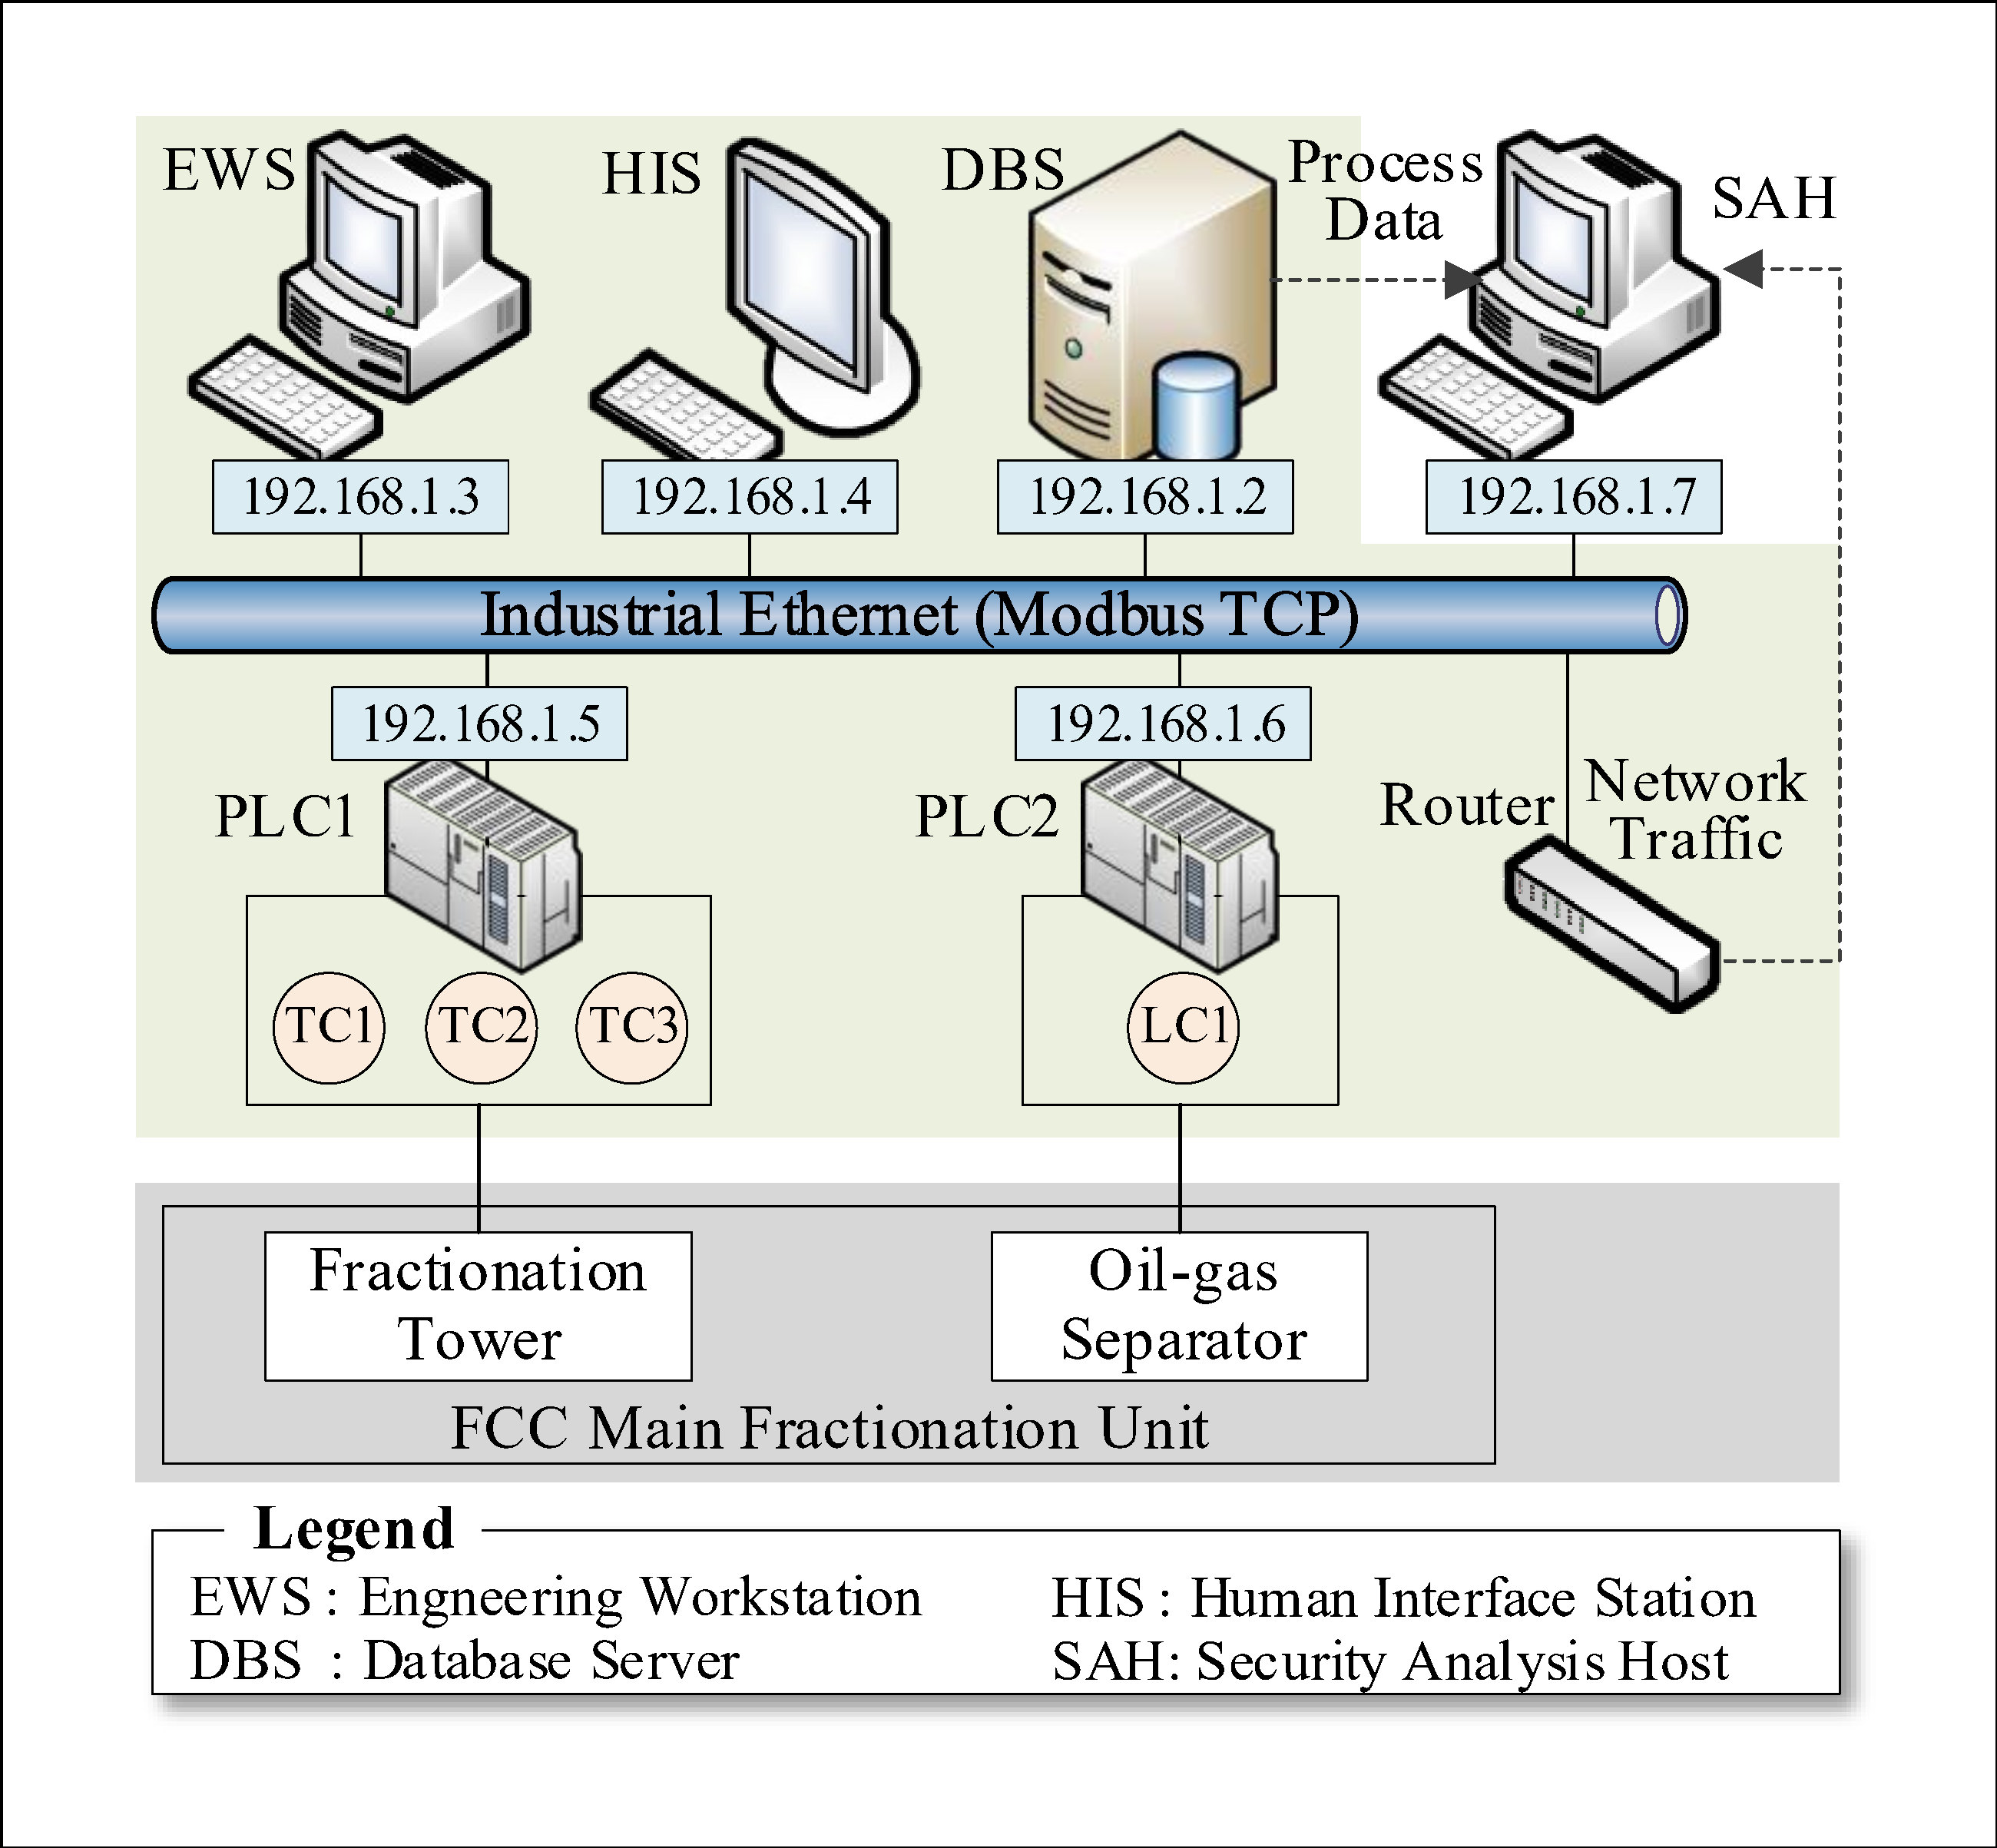 EWS
HIS
DBS
Process
Data
SAH
192.168.1.3
192.168.1.4
192.168.1.2
192.168.1.7
Industrial Ethernet (Modbus TCP)
192.168.1.5
192.168.1.6
PLC1
PLC2
Router
Network
Traffic
TC1
TC2
TC3
LC1
Fractionation
Tower
Oil-gas
Separator
FCC Main Fractionation Unit
Legend
EWS : Engneering Workstation
HIS : Human Interface Station
DBS : Database Server
SAH: Security Analysis Host